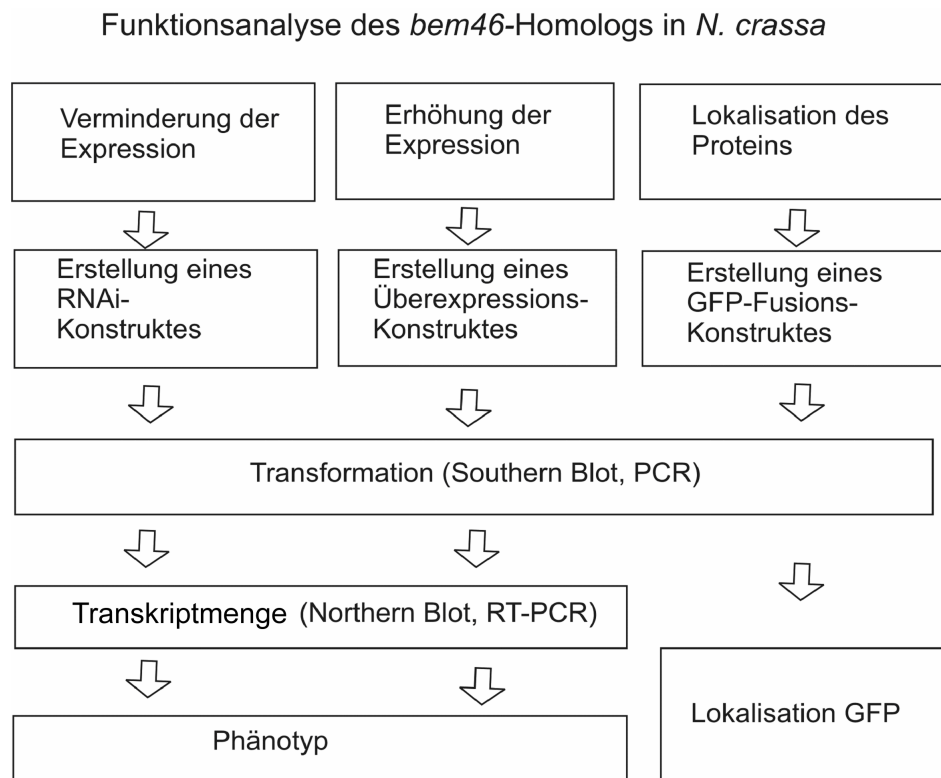 Funktionsanalyse des bem46-Homologs in N. crassa
Verminderung der
Expression
Erhöhung der
Expression
Lokalisation des
Proteins
Erstellung eines
RNAi-
Konstruktes
Erstellung eines
Überexpressions-
Konstruktes
Erstellung eines
GFP-Fusions-
Konstruktes
Transformation (Southern Blot, PCR)
Transkriptmenge (Northern Blot, RT-PCR)
Lokalisation GFP
Phänotyp